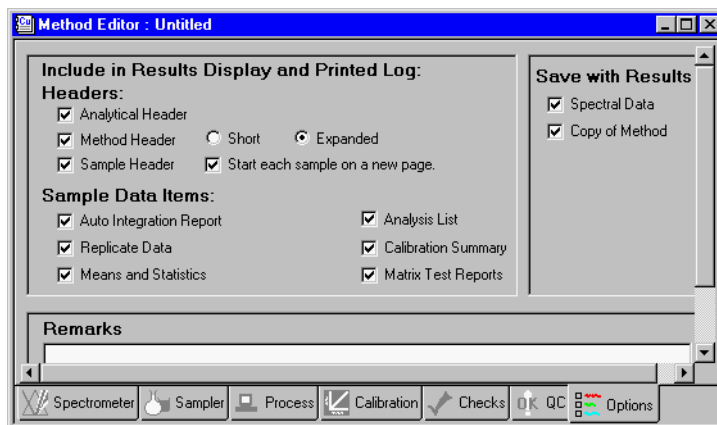 Cu Method Editor : Untitled
Include in Results Display and Printed Log:
Headers:
Analytical Header
Method Header Short Expanded
Sample Header Start each sample on a new page.
Sample Data Items:
Auto Integration Report Analysis List
Replicate Data Calibration Summary
Means and Statistics Matrix Test Reports
Save with Results
Spectral Data
Copy of Method
Remarks
Spectrometer Sampler Process Calibration Checks OK QC Options